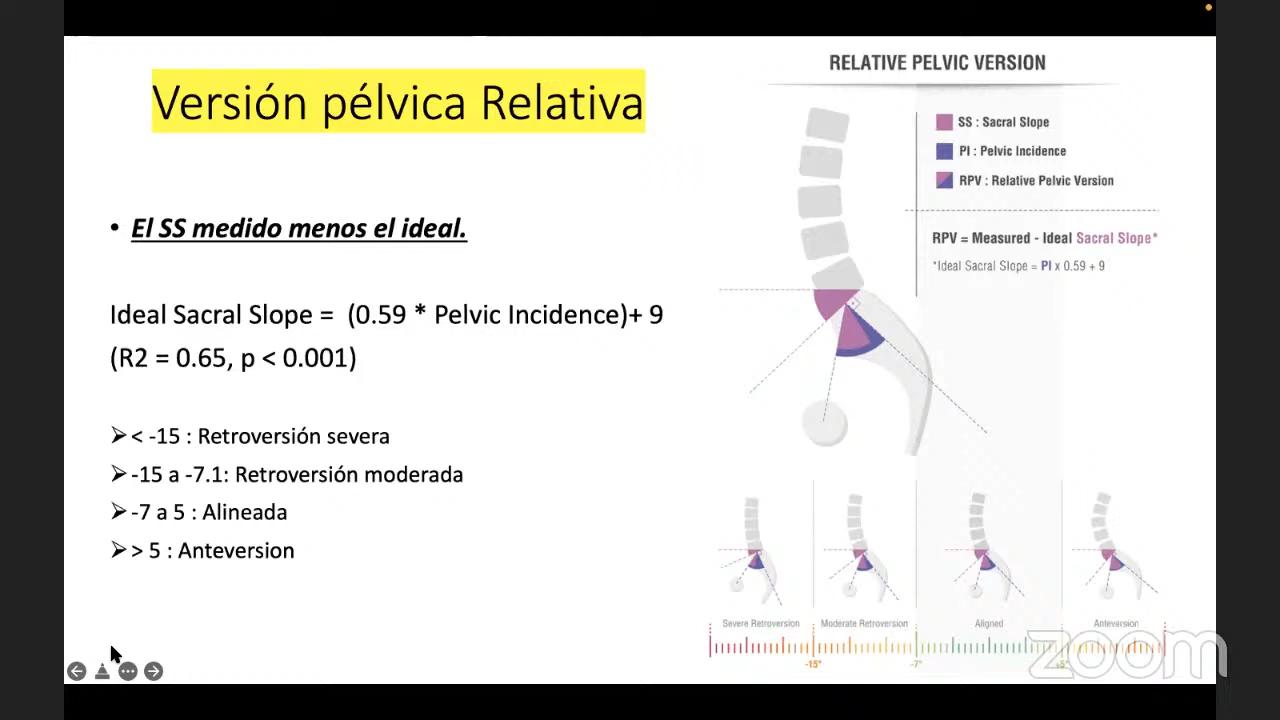 Versión pélvica Relativa
• El SS medido menos el ideal.
Ideal Sacral Slope = (0.59 * Pelvic Incidence)+ 9
(R2 = 0.65, p < 0.001)
< -15 : Retroversión severa
-15 a -7.1: Retroversión moderada
-7 a 5 : Alineada
> 5 : Anteversion
RELATIVE PELVIC VERSION
SS : Sacral Slope
PI : Pelvic Incidence
RPV : Relative Pelvic Version
RPV = Measured - Ideal Sacral Slope*
*Ideal Sacral Slope = PI x 0.59 + 9
Severe Retroversion
Moderate Retroversion
Aligned
Anteversion
-15°
-7°
+5°
zoom